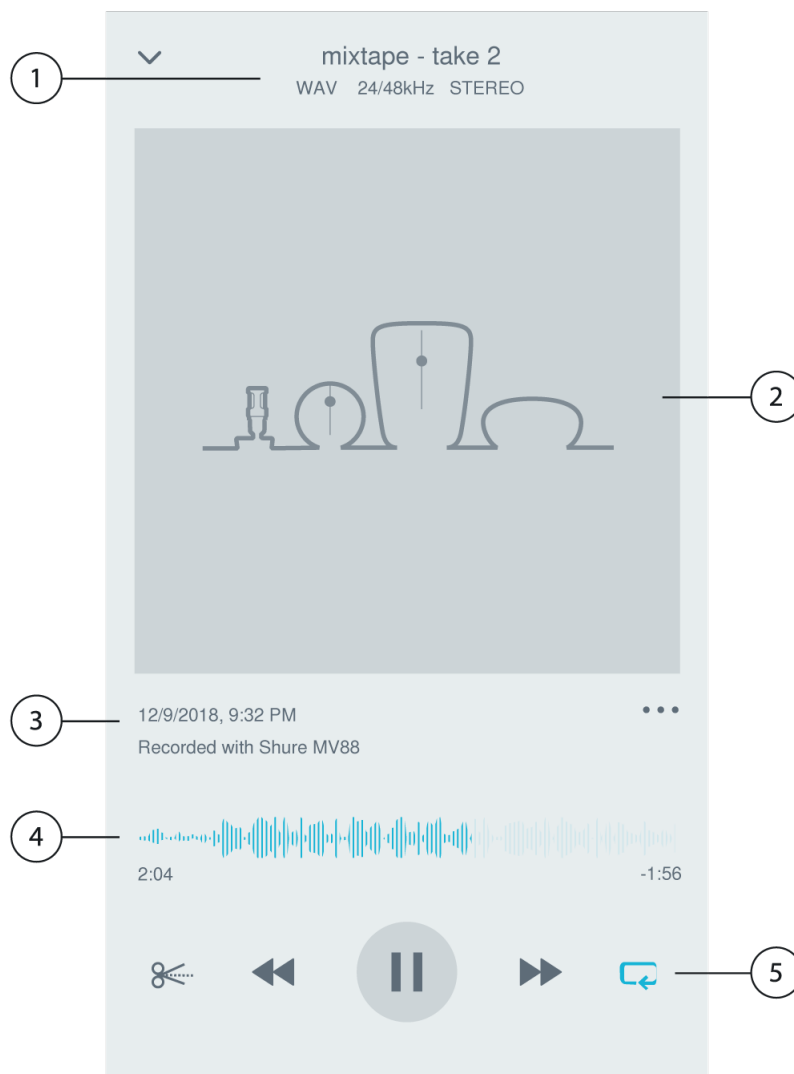 mixtape - take 2
1
WAV 24/48kHz STEREO
2
3
12/9/2018, 9:32 PM
Recorded with Shure MV88
4
2:04 -1:56
5